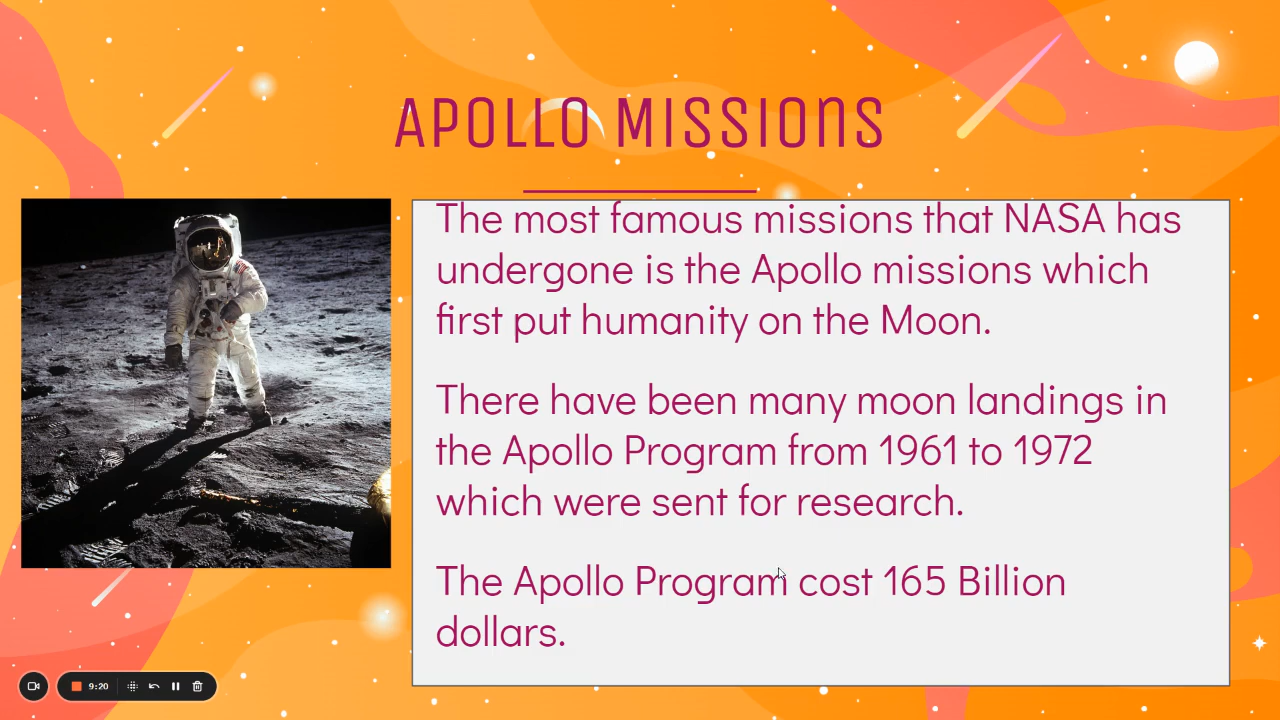 APOLLO MISSIONS
The most famous missions that NASA has
undergone is the Apollo missions which
first put humanity on the Moon.
There have been many moon landings in
the Apollo Program from 1961 to 1972
which were sent for research.
The Apollo Program cost 165 Billion
dollars.
9:20